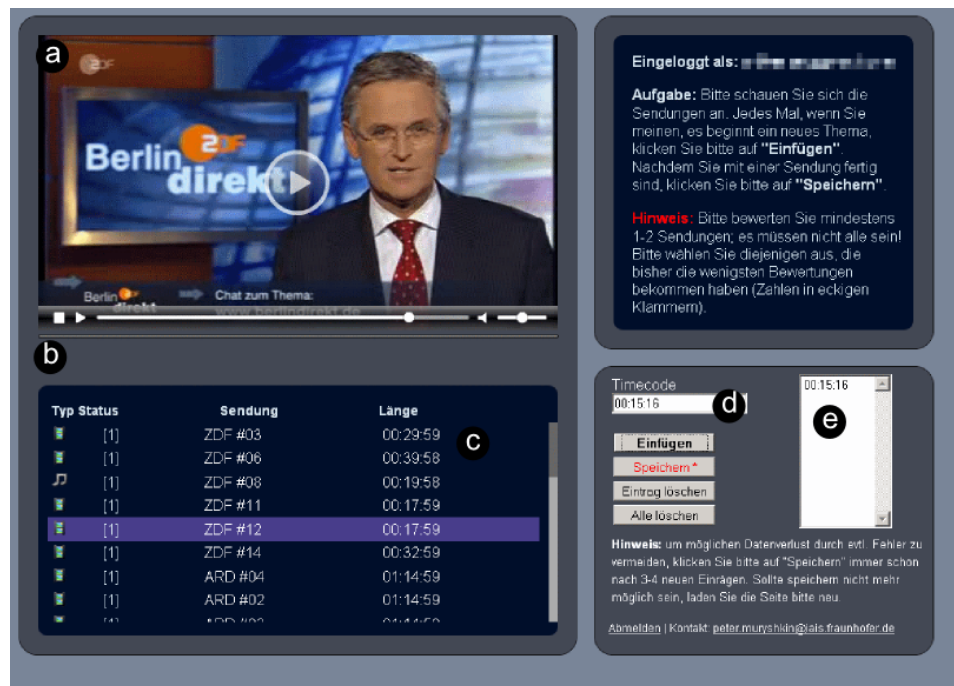 a
ZDF
Berlin
direkt
2DF
Berlin
direkt
Chat zum Thema:
www.berlindirekt.de
b
Typ Status Sendung Länge
[1] ZDF #03 00:29:59
[1] ZDF #06 00:39:58
[1] ZDF #08 00:19:58
[1] ZDF #11 00:17:59
[1] ZDF #12 00:17:59
[1] ZDF #14 00:32:59
[1] ARD #04 01:14:59
[1] ARD #02 01:14:59
c
Eingeloggt als:
Aufgabe: Bitte schauen Sie sich die
Sendungen an. Jedes Mal, wenn Sie
meinen, es beginnt ein neues Thema,
klicken Sie bitte auf "Einfügen".
Nachdem Sie mit einer Sendung fertig
sind, klicken Sie bitte auf "Speichern".
Hinweis: Bitte bewerten Sie mindestens
1-2 Sendungen; es müssen nicht alle sein!
Bitte wählen Sie diejenigen aus, die
bisher die wenigsten Bewertungen
bekommen haben (Zahlen in eckigen
Klammern).
Timecode
00:15:16
d
00:15:16
e
Einfügen
Speichern *
Eintrag löschen
Alle löschen
Hinweis: um möglichen Datenverlust durch evtl. Fehler zu
vermeiden, klicken Sie bitte auf "Speichern" immer schon
nach 3-4 neuen Einrägen. Sollte speichern nicht mehr
möglich sein, laden Sie die Seite bitte neu.
Abmelden | Kontakt: peter.muryshkin@iais.fraunhofer.de